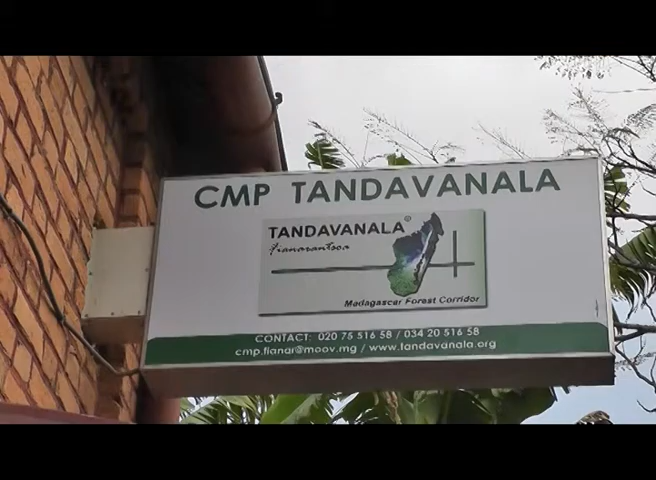 CMP TANDAVANALA
TANDAVANALA®
Fianarantsoa
Madagascar Forest Corridor
CONTACT: 020 75 516 58 / 034 20 516 58
cmp.fianar@moov.mg / www.tandavanala.org